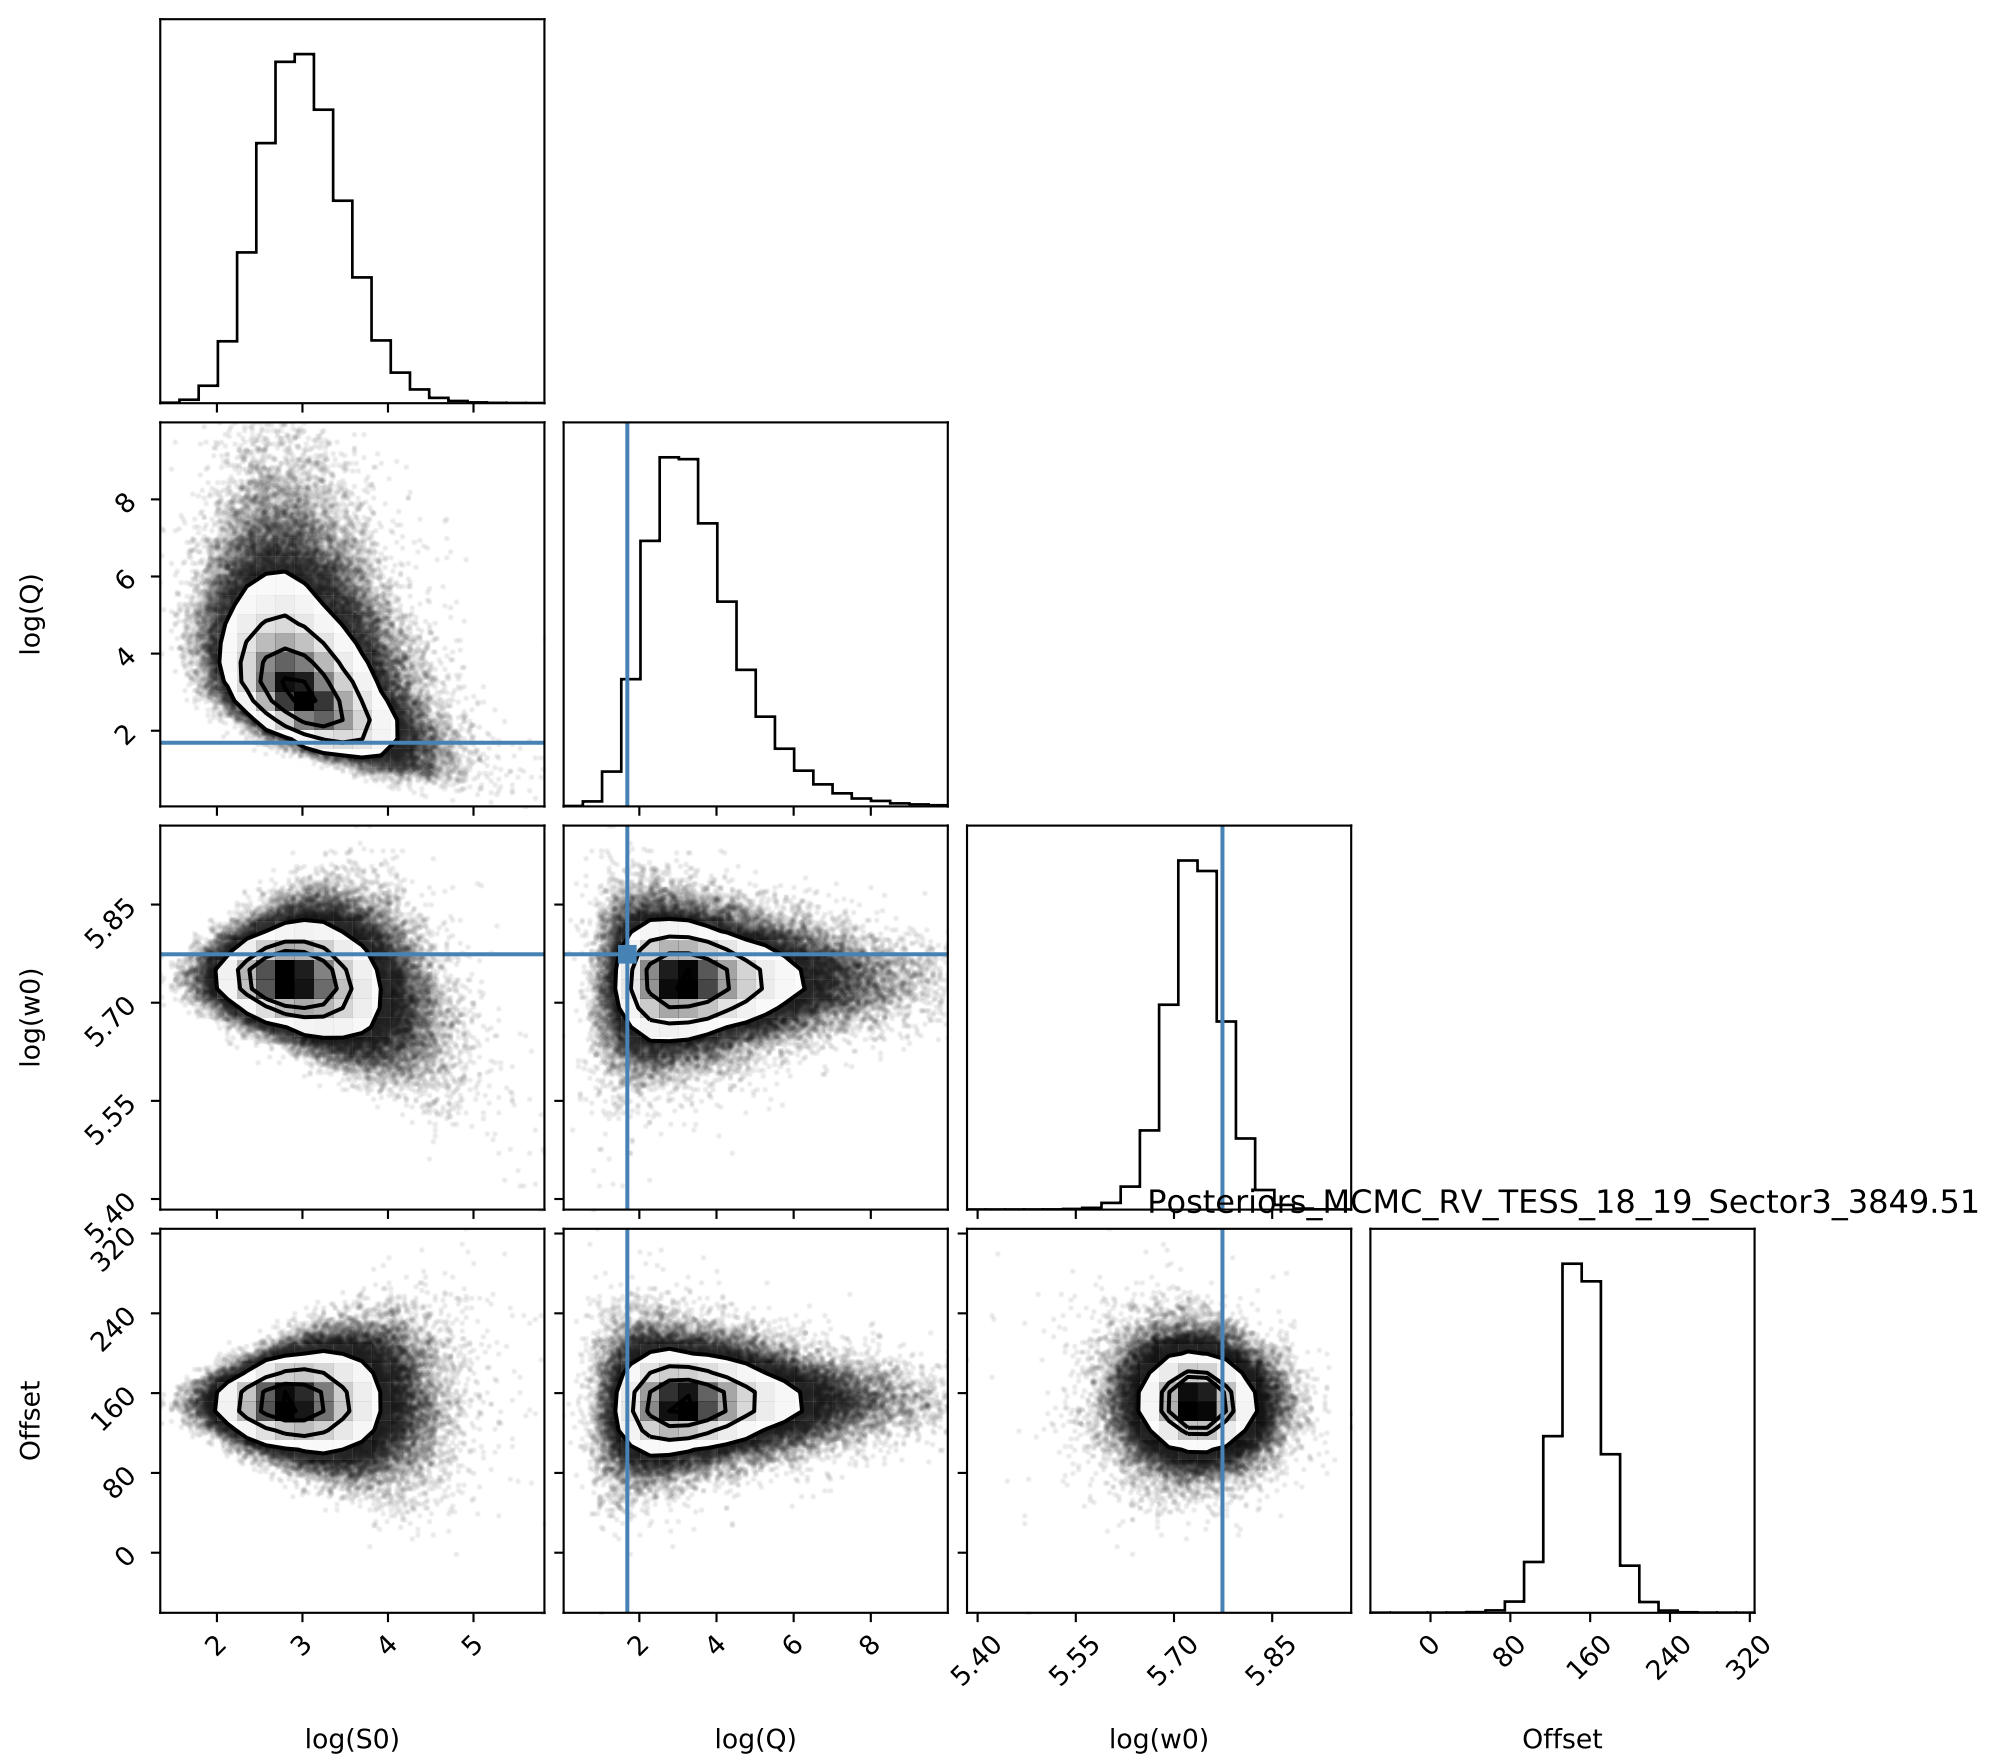 log(Q)
8
6
4
2
log(w0)
5.85
5.70
5.55
5.40
Posteriors_MCMC_RV_TESS_18_19_Sector3_3849.51
Offset
320
240
160
80
0
2 3 4 5
2 4 6 8
5.40 5.55 5.70 5.85
0 80 160 240 320
log(S0) log(Q) log(w0) Offset